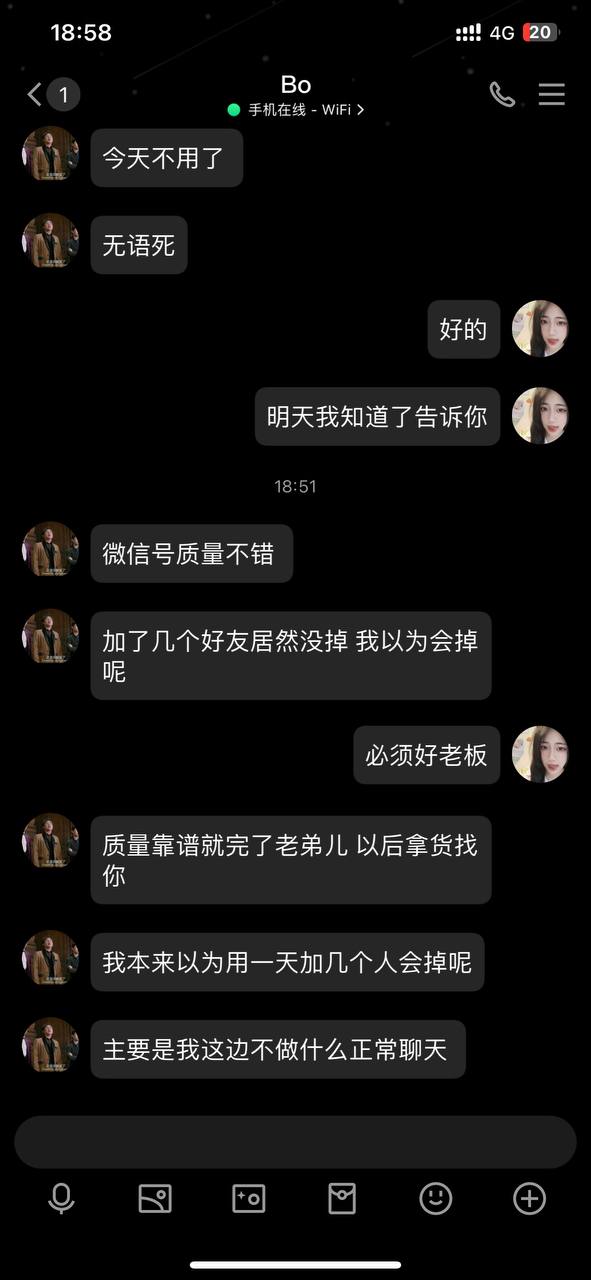 18:58
4G
20
1
Bo
手机在线 - WiFi
今天不用了
无语死
好的
明天我知道了告诉你
18:51
微信号质量不错
加了几个好友居然没掉 我以为会掉
呢
必须好老板
质量靠谱就完了老弟儿 以后拿货找
你
我本来以为用一天加几个人会掉呢
主要是我这边不做什么正常聊天